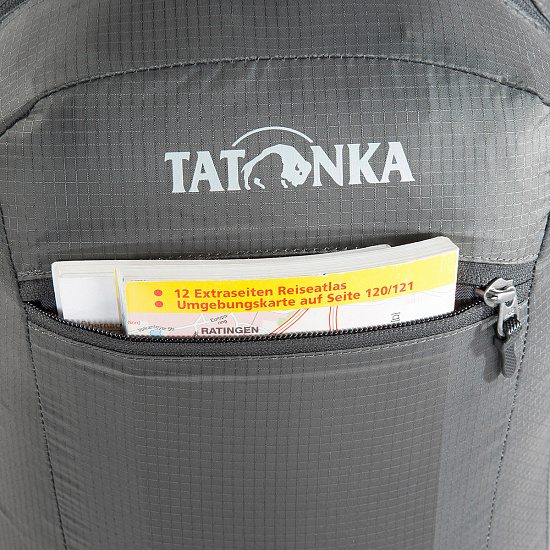 TATONKA
12 Extraseiten Reiseatlas
Umgebungskarte auf Seite 120/121
RATINGEN